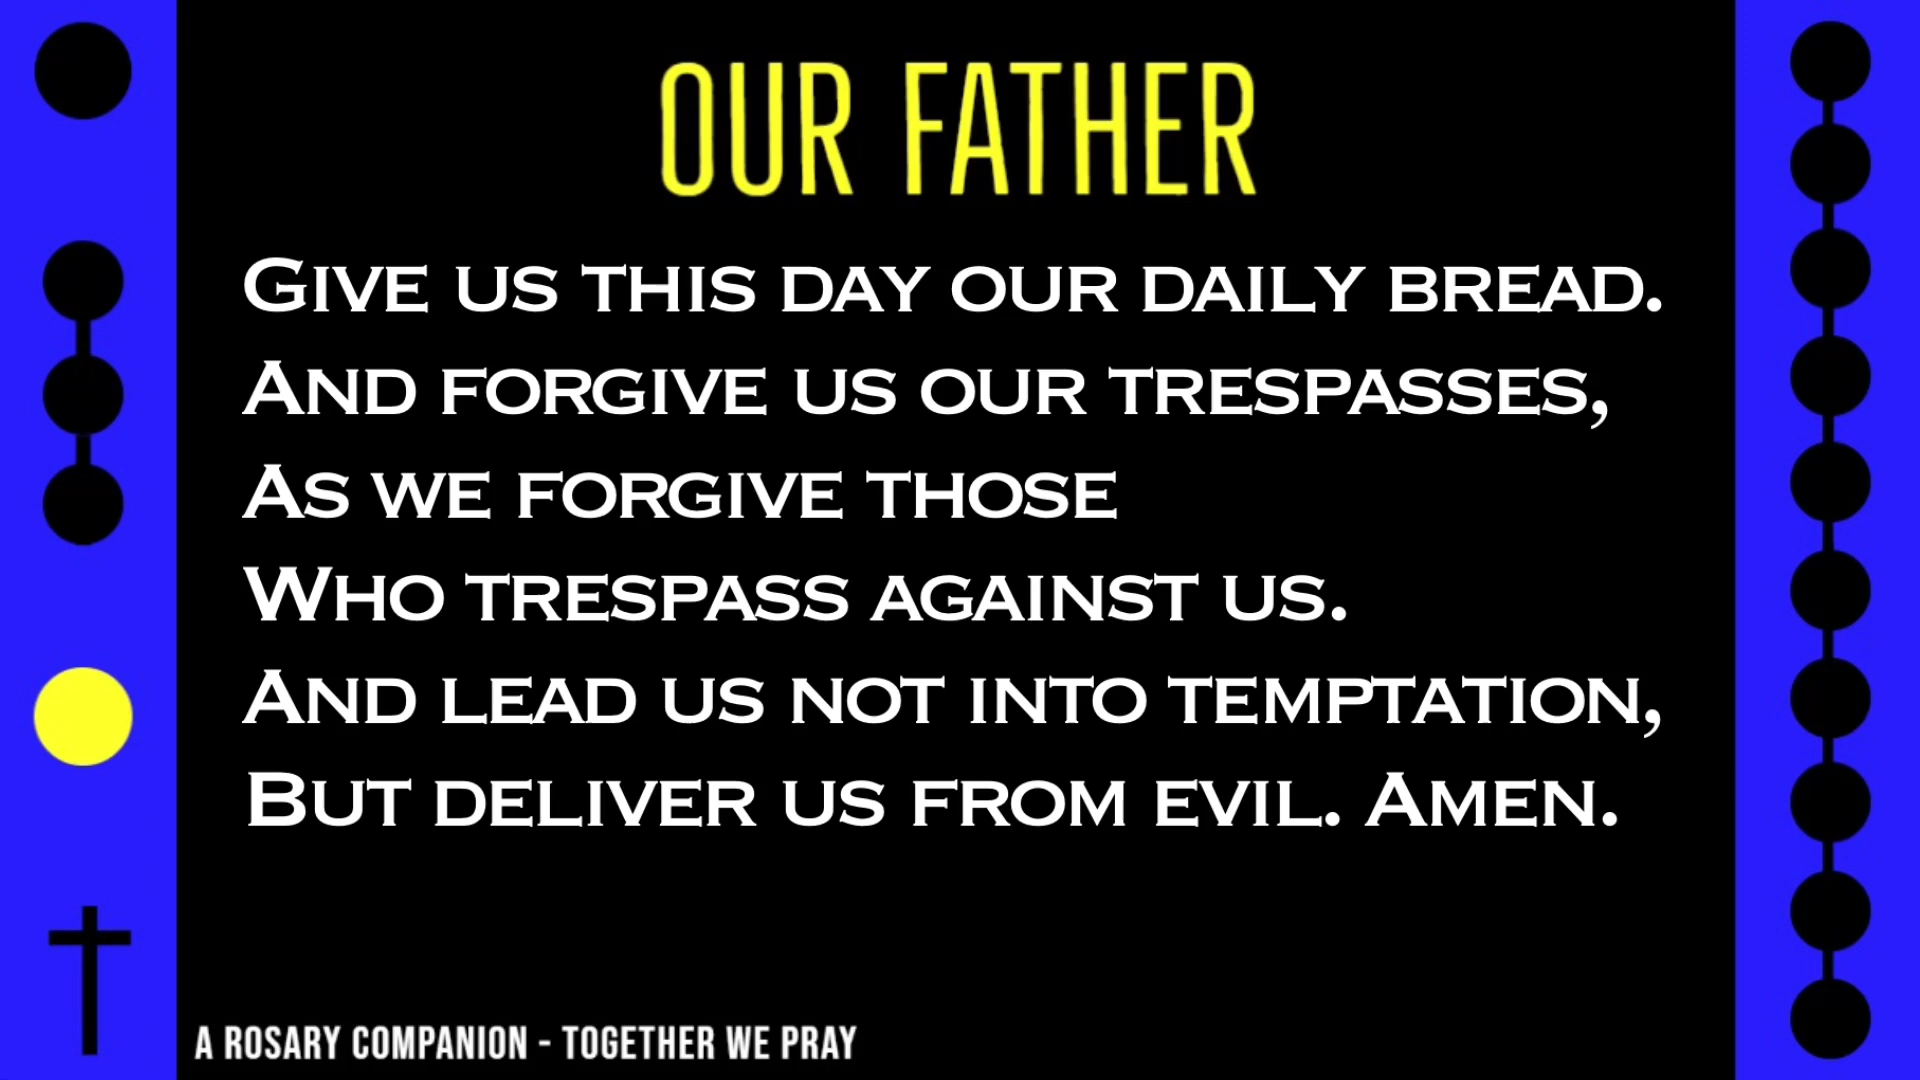 OUR FATHER
GIVE US THIS DAY OUR DAILY BREAD.
AND FORGIVE US OUR TRESPASSES,
AS WE FORGIVE THOSE
WHO TRESPASS AGAINST US.
AND LEAD US NOT INTO TEMPTATION,
BUT DELIVER US FROM EVIL. AMEN.
A ROSARY COMPANION - TOGETHER WE PRAY